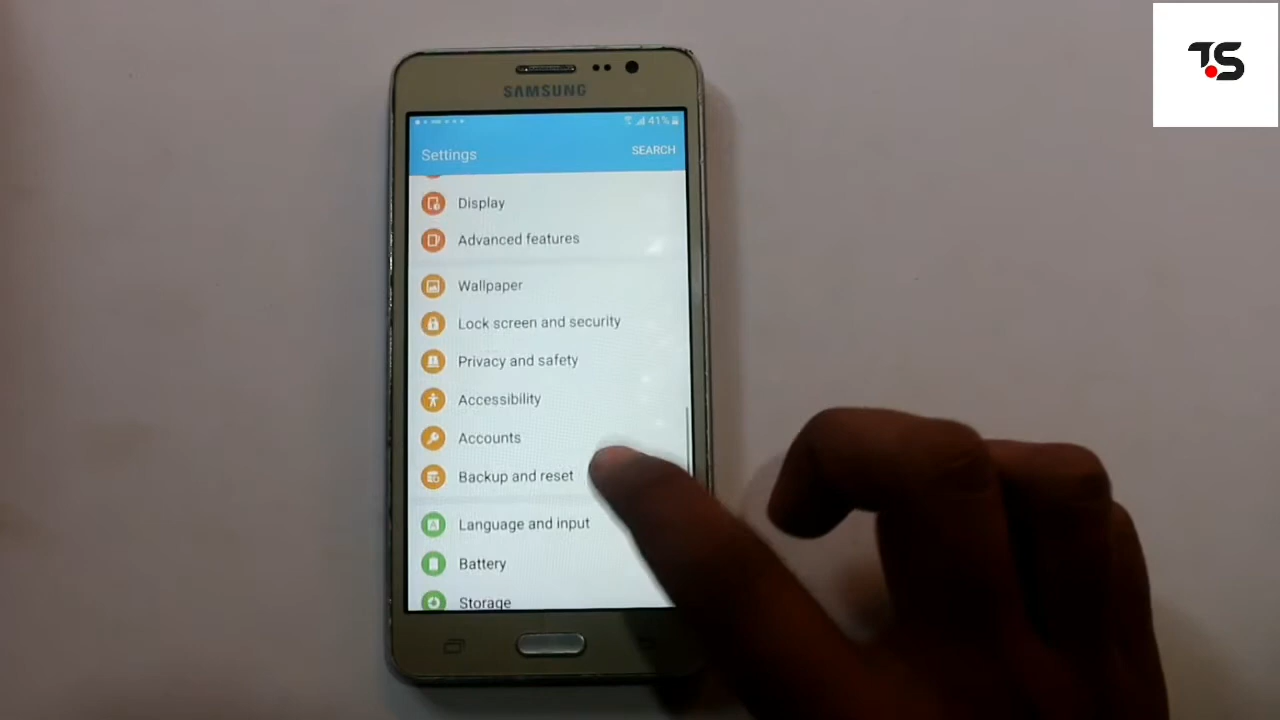 TS
SAMSUNG
41%
Settings
SEARCH
Display
Advanced features
Wallpaper
Lock screen and security
Privacy and safety
Accessibility
Accounts
Backup and reset
Language and input
Battery
Storage